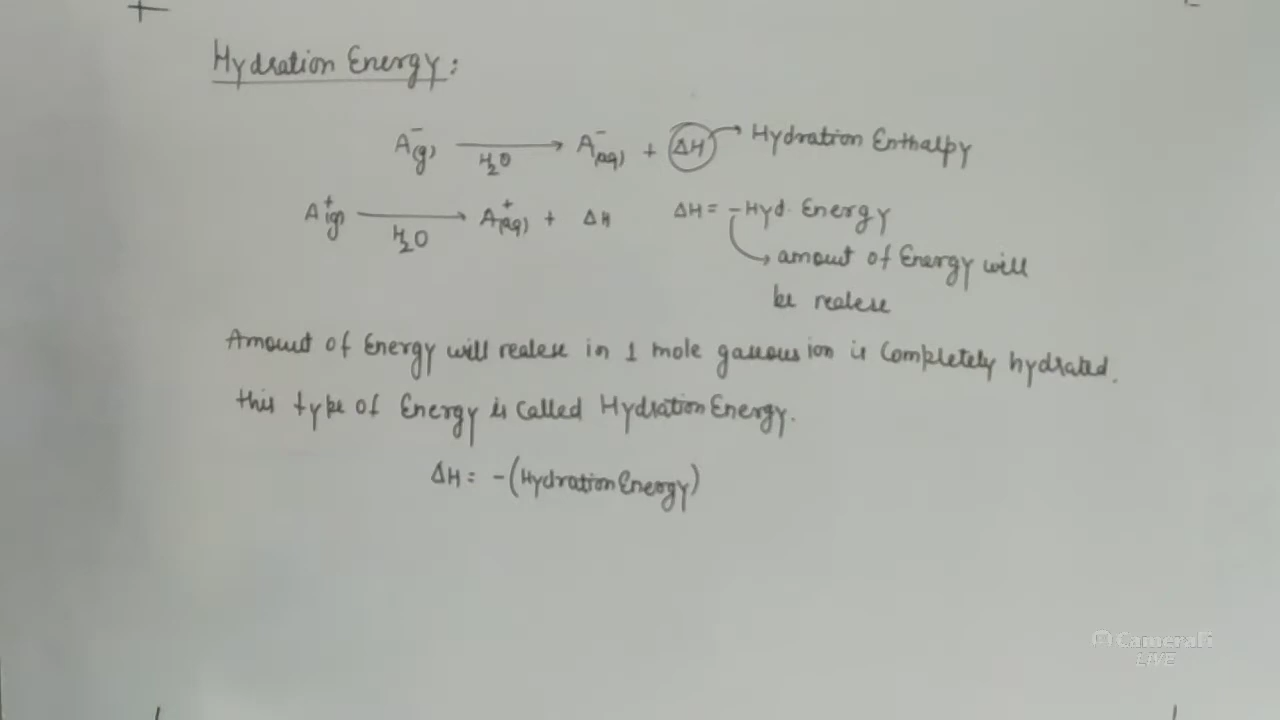 Hydration Energy:
A⁻(g) ⟶ H₂O A⁻(aq) + ΔH → Hydration Enthalpy
A⁺(g) ⟶ H₂O A⁺(aq) + ΔH
ΔH = -Hyd. Energy
→ amout of Energy will
be realese
Amount of Energy will realese in 1 mole gaseous ion is Completely hydrated.
this type of Energy is called Hydration Energy.
ΔH = -(Hydration Energy)
CameraFi
LIVE